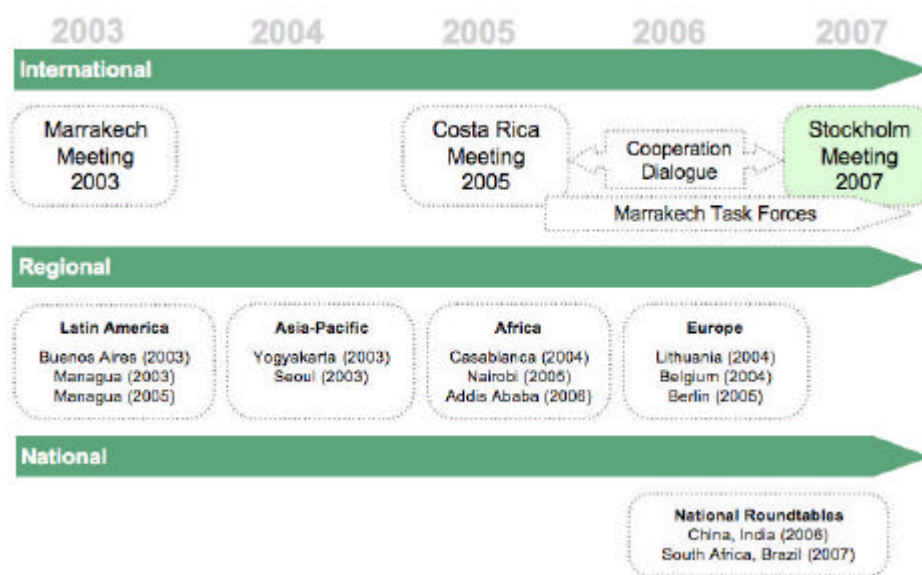 2003 2004 2005 2006 2007
International
Marrakech
Meeting
2003
Costa Rica
Meeting
2005
Cooperation
Dialogue
Stockholm
Meeting
2007
Marrakech Task Forces
Regional
Latin America
Buenos Aires (2003)
Managua (2003)
Managua (2005)
Asia-Pacific
Yogyakarta (2003)
Seoul (2003)
Africa
Casablanca (2004)
Nairobi (2005)
Addis Ababa (2006)
Europe
Lithuania (2004)
Belgium (2004)
Berlin (2005)
National
National Roundtables
China, India (2006)
South Africa, Brazil (2007)